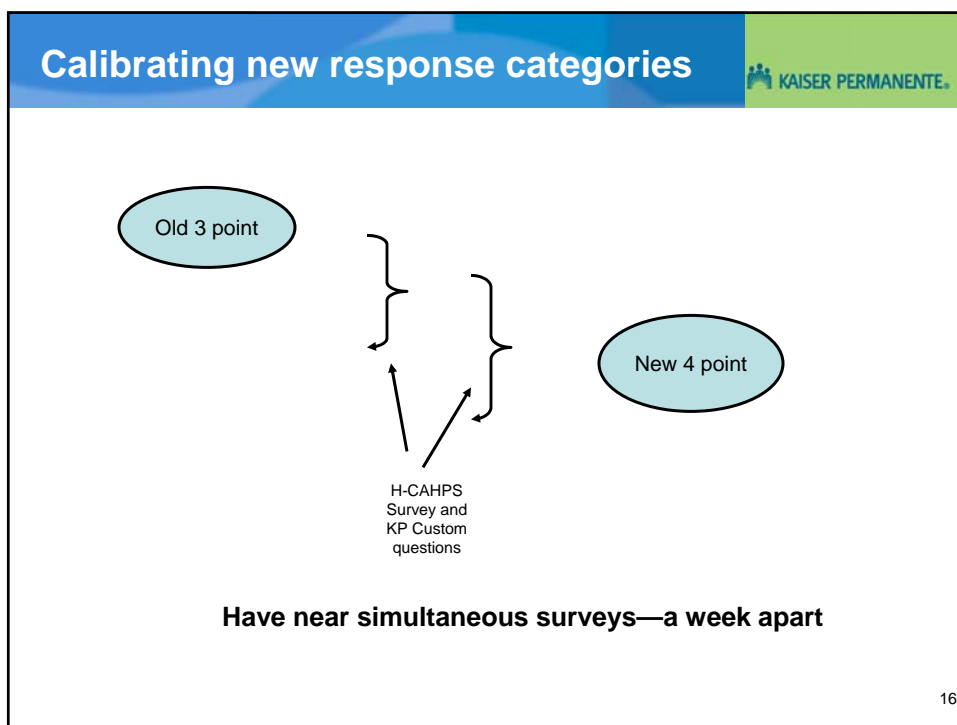 Calibrating new response categories
KAISER PERMANENTE®
Old 3 point
New 4 point
H-CAHPS
Survey and
KP Custom
questions
Have near simultaneous surveys—a week apart
16